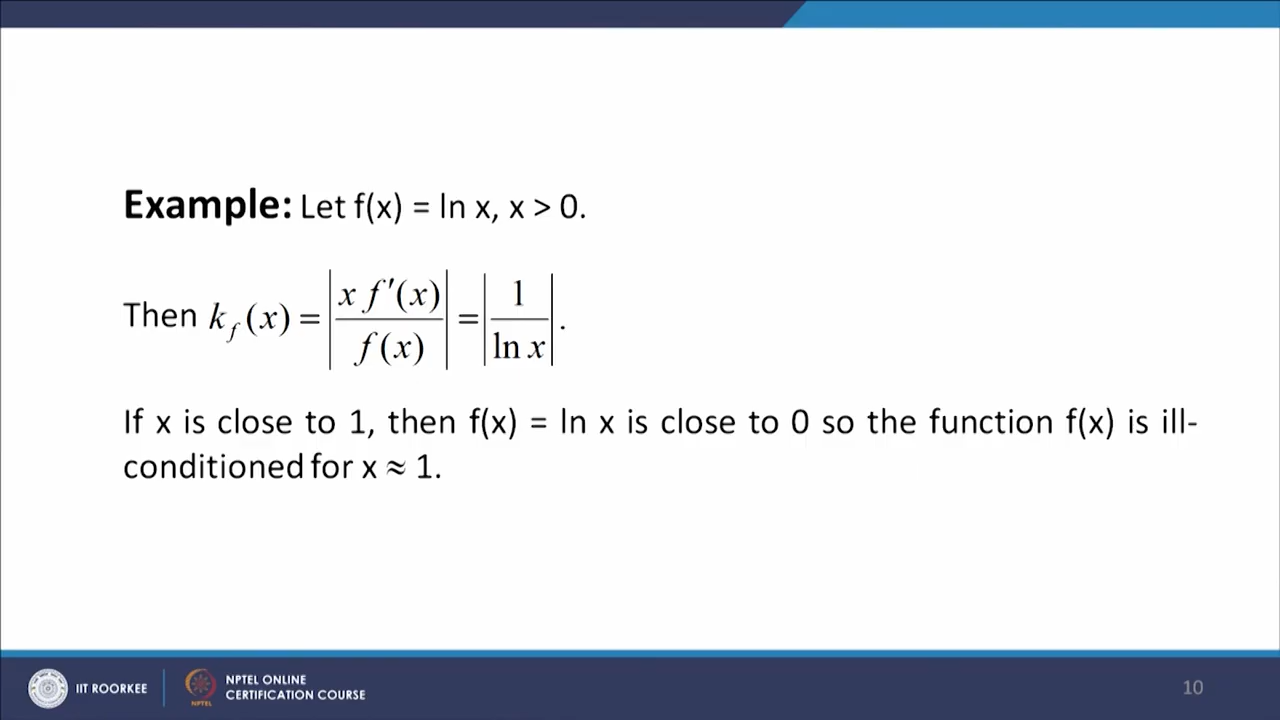 Example: Let f(x) = ln x, x > 0.
Then k_f(x) = |x f'(x) / f(x)| = |1 / ln x|.
If x is close to 1, then f(x) = ln x is close to 0 so the function f(x) is ill-
conditioned for x ≈ 1.
IIT ROORKEE
NPTEL
NPTEL ONLINE
CERTIFICATION COURSE
10